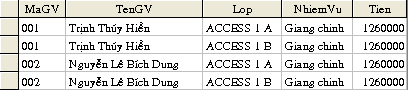 MaGV TenGV Lop NhiemVu Tien
001 Trịnh Thúy Hiền ACCESS 1 A Giang chinh 1260000
001 Trịnh Thúy Hiền ACCESS 1 B Giang chinh 1260000
002 Nguyễn Lê Bích Dung ACCESS 1 A Giang chinh 1260000
002 Nguyễn Lê Bích Dung ACCESS 1 B Giang chinh 1260000